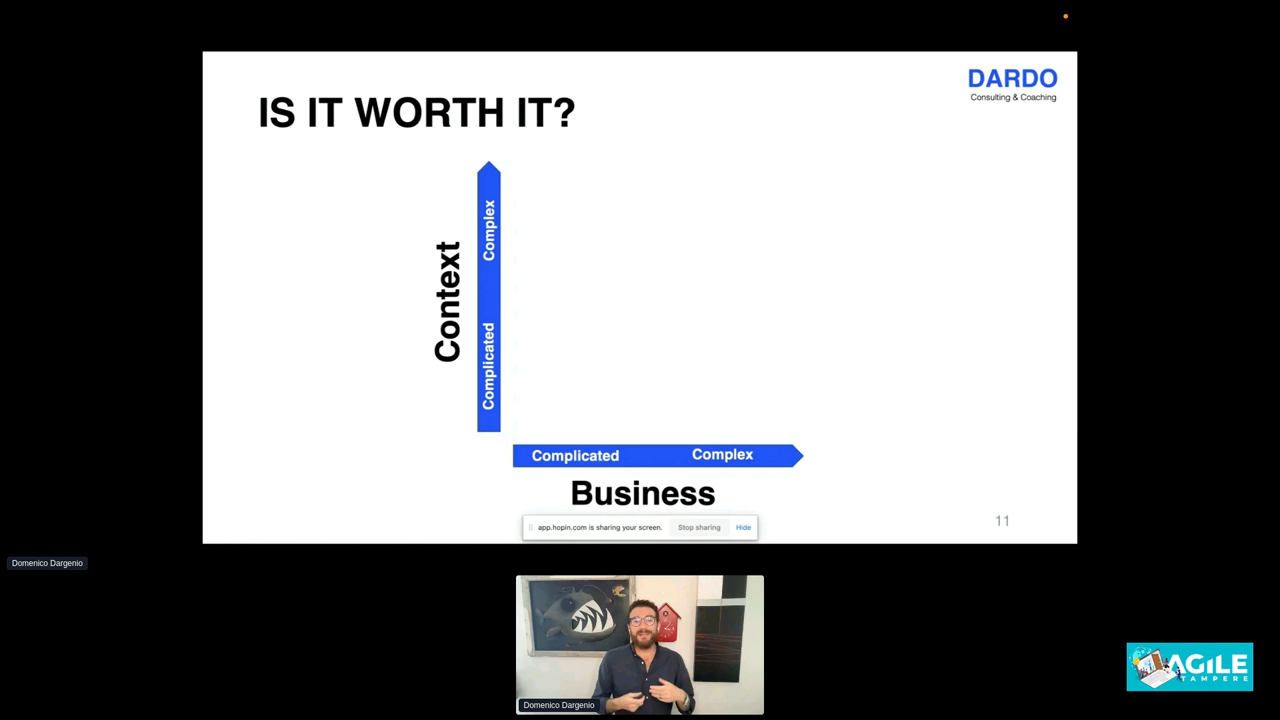 DARDO
Consulting & Coaching
IS IT WORTH IT?
Context
Complex
Complicated
Complicated Complex
Business
app.hopin.com is sharing your screen. Stop sharing Hide
11
Domenico Dargenio
Domenico Dargenio
AGILE
TAMPERE